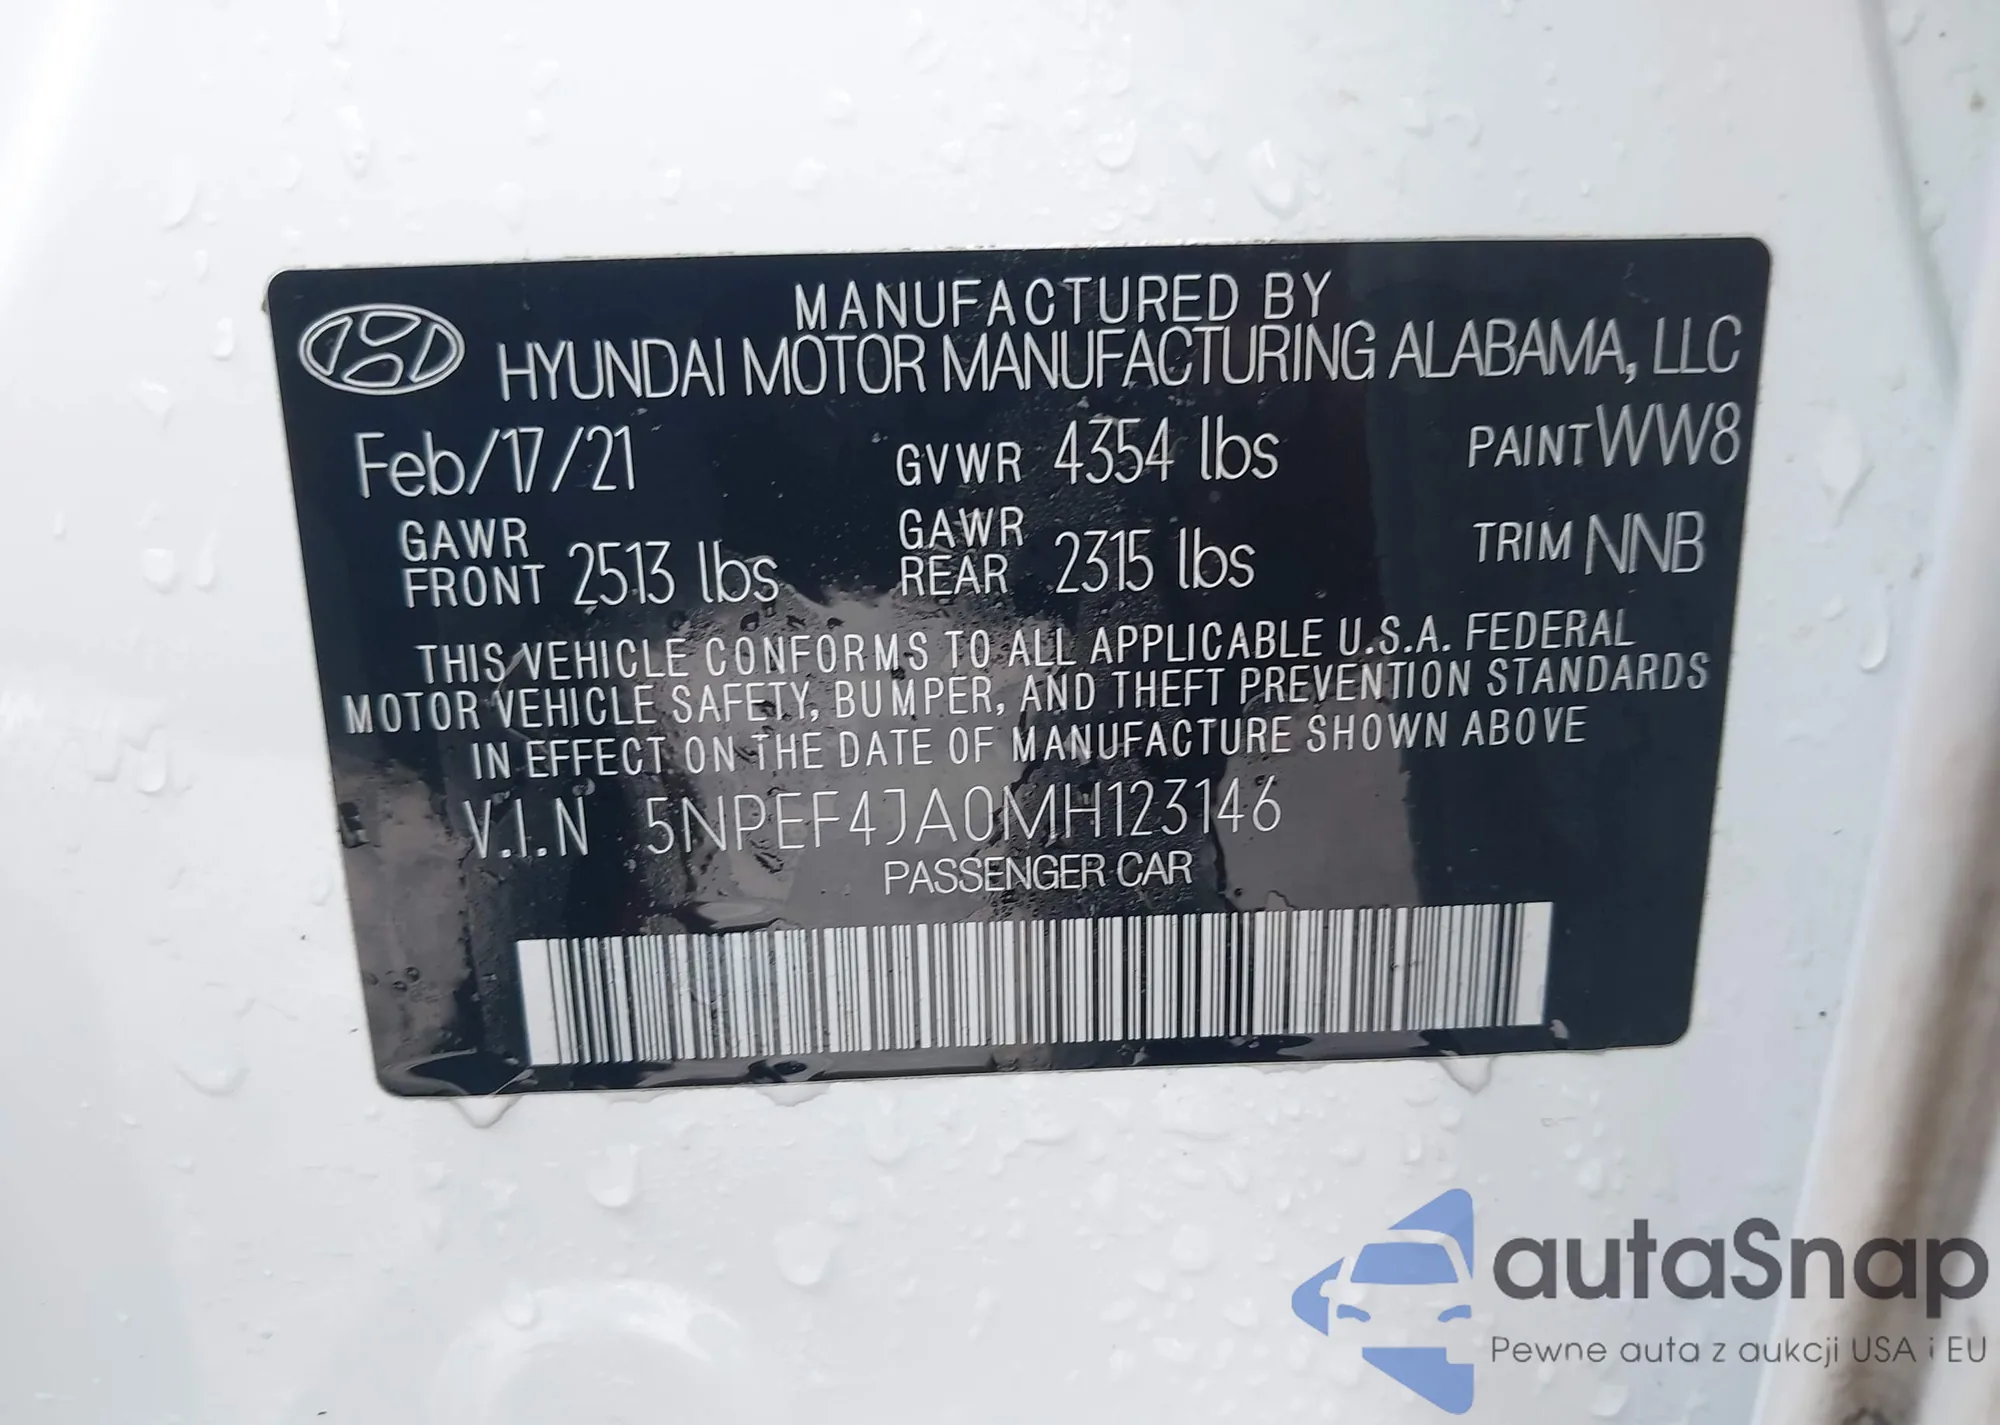 MANUFACTURED BY
HYUNDAI MOTOR MANUFACTURING ALABAMA, LLC
Feb/17/21 GVWR 4354 lbs PAINT WW8
GAWR FRONT 2513 lbs GAWR REAR 2315 lbs TRIM NNB
THIS VEHICLE CONFORMS TO ALL APPLICABLE U.S.A. FEDERAL
MOTOR VEHICLE SAFETY, BUMPER, AND THEFT PREVENTION STANDARDS
IN EFFECT ON THE DATE OF MANUFACTURE SHOWN ABOVE
V.I.N 5NPEF4JA0MH123146
PASSENGER CAR
autaSnap
Pewne auta z aukcji USA i EU